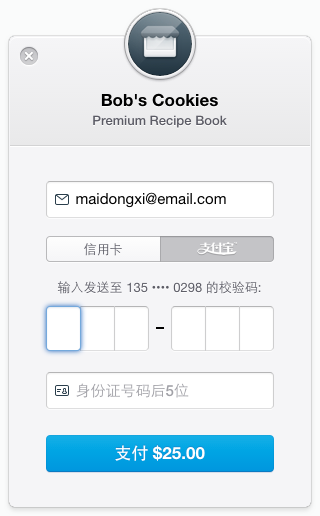 Bob's Cookies
Premium Recipe Book
maidongxi@email.com
信用卡 支付宝
输入发送至 135 •••• 0298 的校验码:
–
身份证号码后5位
支付 $25.00